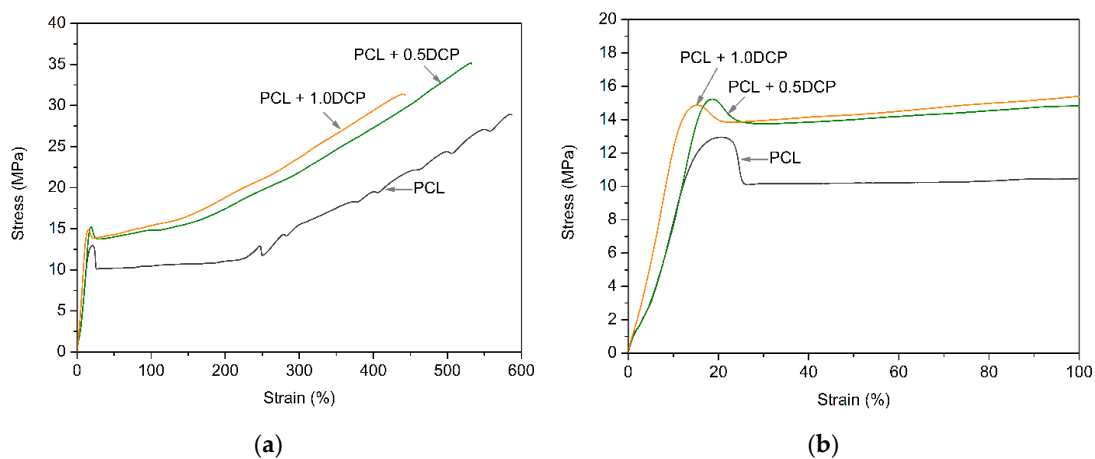 40
35
30
25
20
15
10
5
0
Stress (MPa)
PCL + 0.5DCP
PCL + 1.0DCP
PCL
0 100 200 300 400 500 600
Strain (%)
(a)
20
18
16
14
12
10
8
6
4
2
0
Stress (MPa)
PCL + 1.0DCP
PCL + 0.5DCP
PCL
0 20 40 60 80 100
Strain (%)
(b)